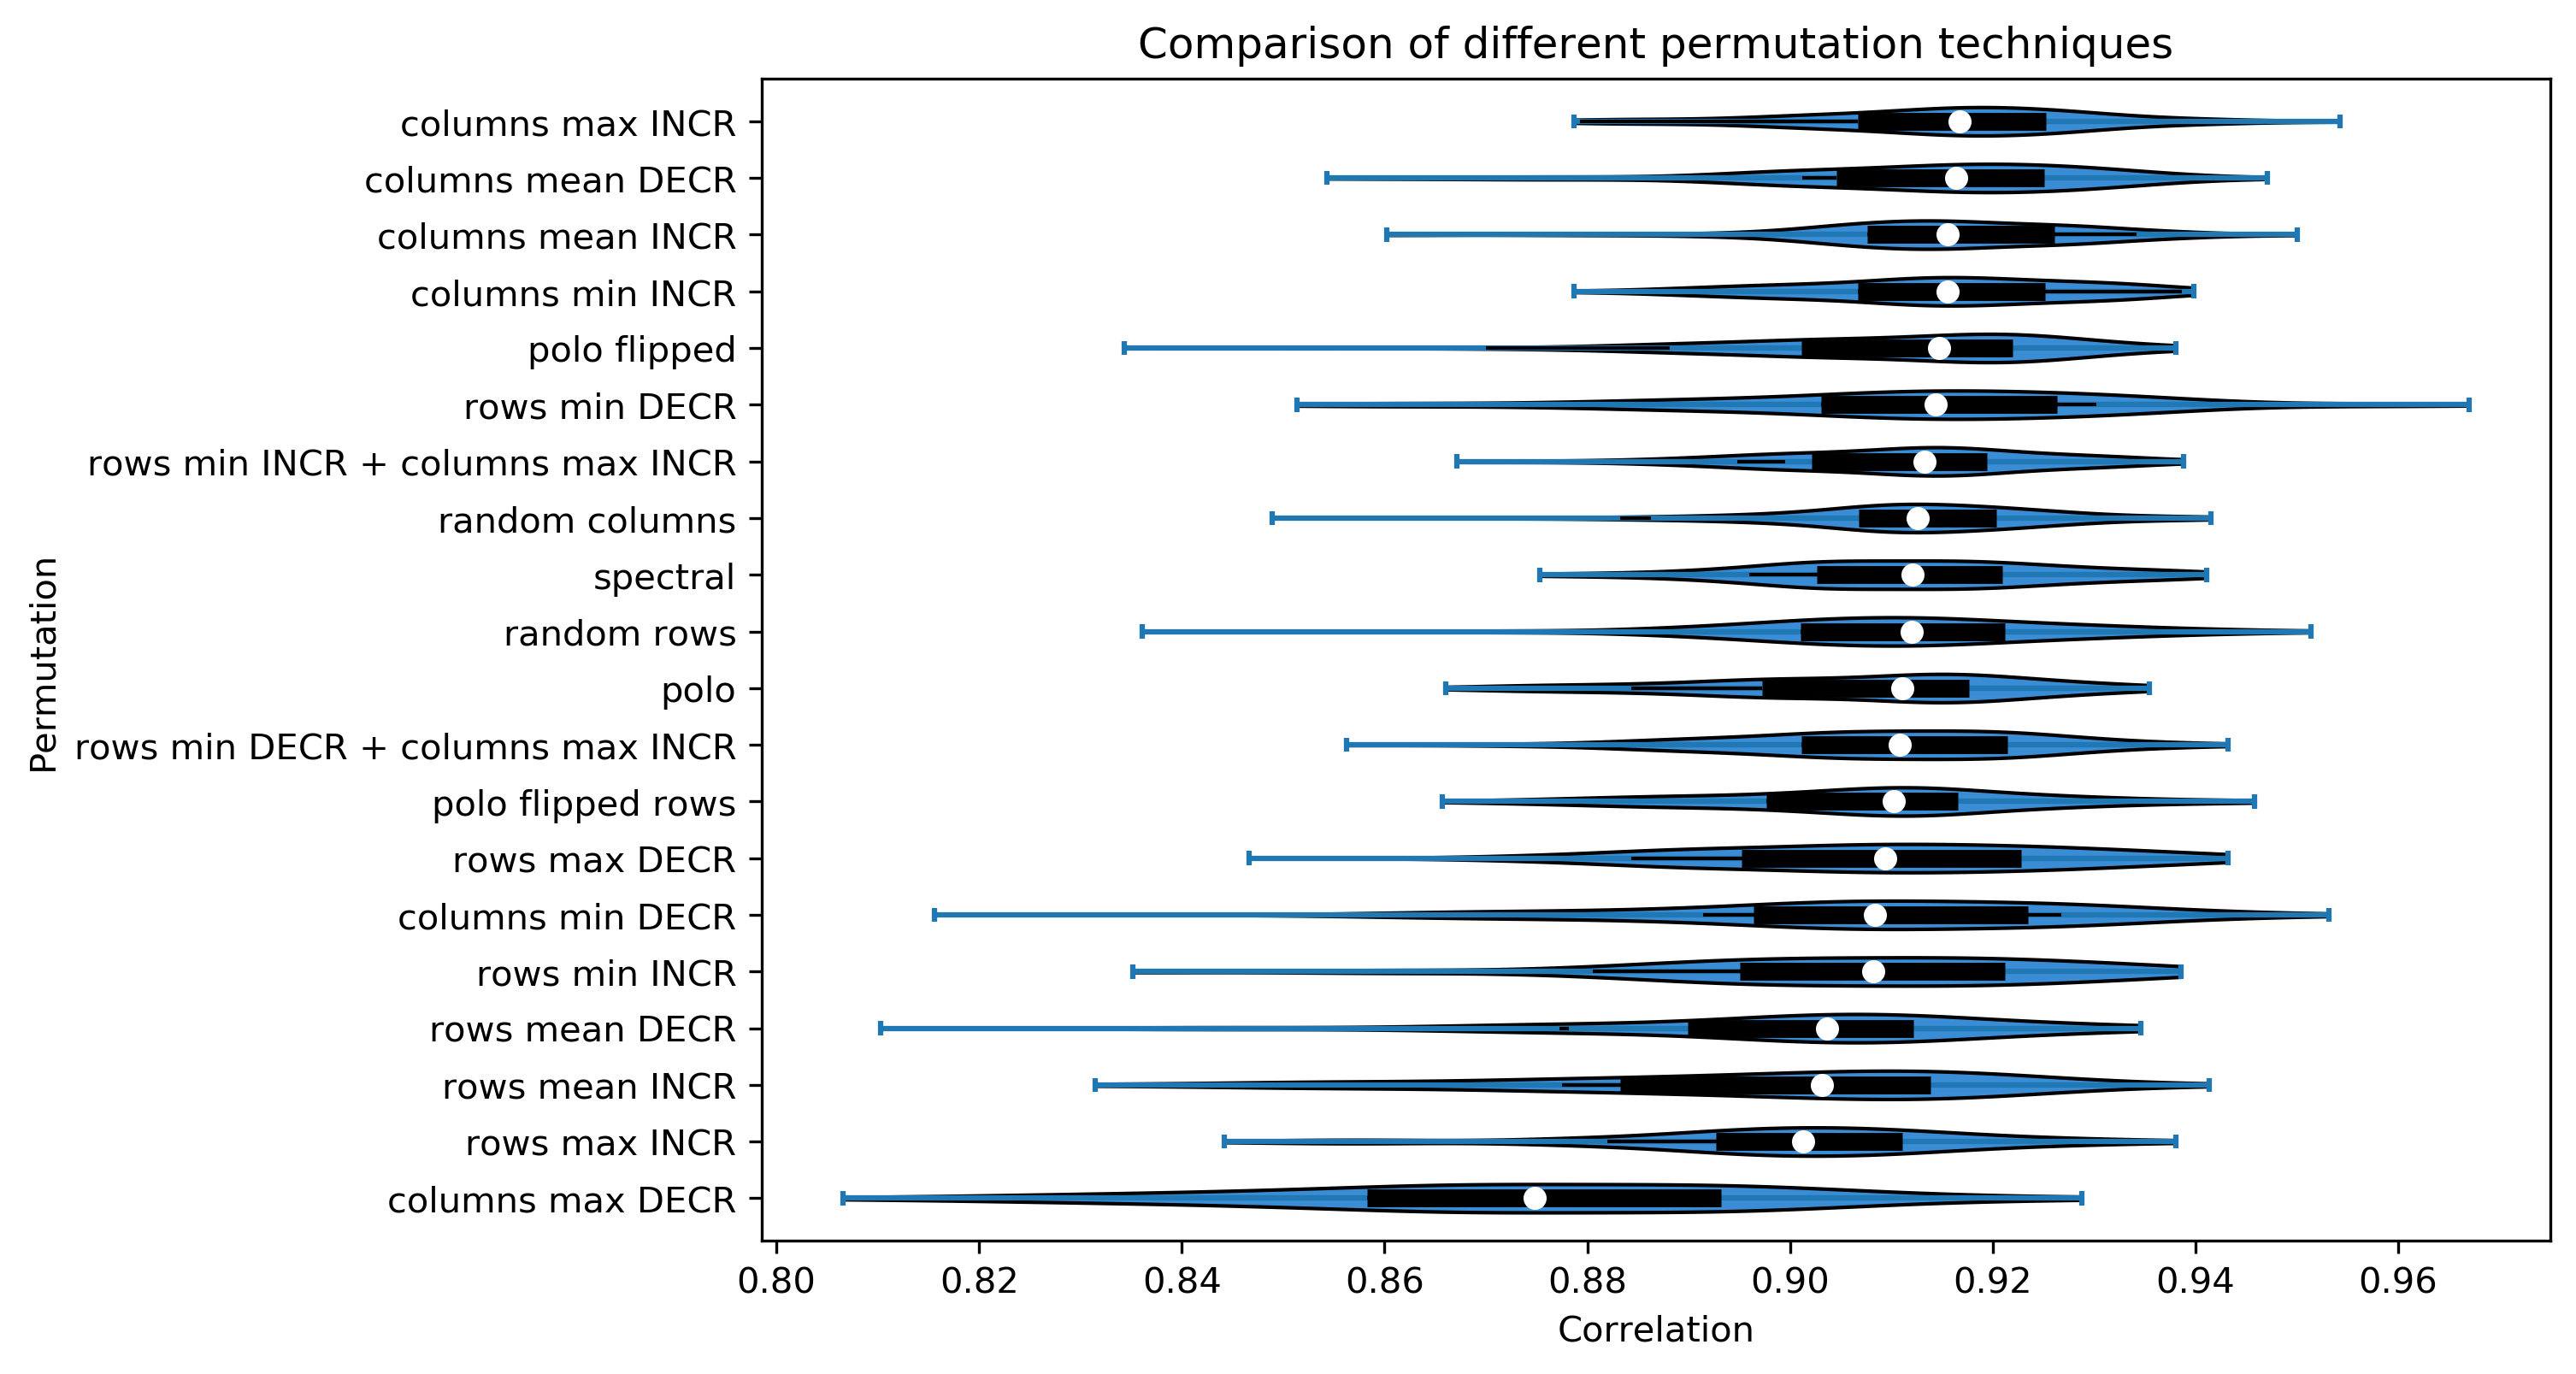 Comparison of different permutation techniques
Permutation
columns max INCR
columns mean DECR
columns mean INCR
columns min INCR
polo flipped
rows min DECR
rows min INCR + columns max INCR
random columns
spectral
random rows
polo
rows min DECR + columns max INCR
polo flipped rows
rows max DECR
columns min DECR
rows min INCR
rows mean DECR
rows mean INCR
rows max INCR
columns max DECR
0.80 0.82 0.84 0.86 0.88 0.90 0.92 0.94 0.96
Correlation